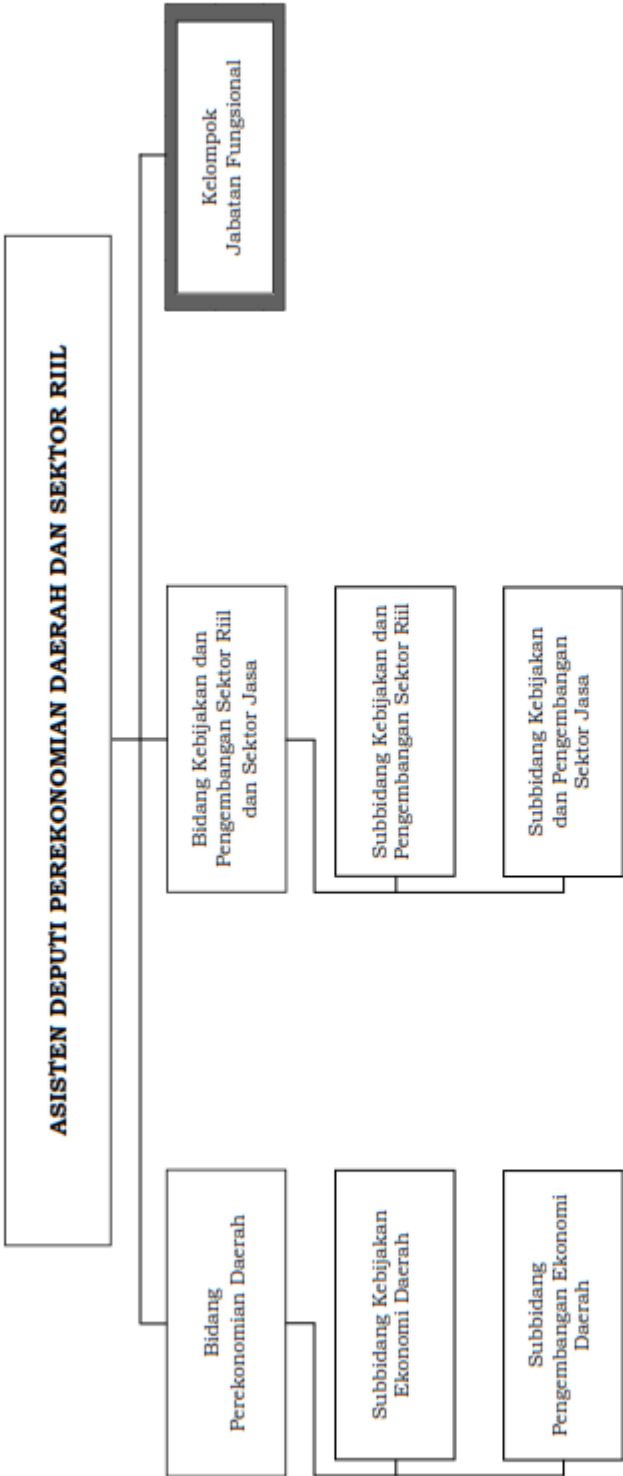 ASISTEN DEPUTI PEREKONOMIAN DAERAH DAN SEKTOR RIIL
Bidang
Perekonomian Daerah
Bidang Kebijakan dan
Pengembangan Sektor Riil
dan Sektor Jasa
Kelompok
Jabatan Fungsional
Subbidang Kebijakan
Ekonomi Daerah
Subbidang Kebijakan dan
Pengembangan Sektor Riil
Subbidang
Pengembangan Ekonomi
Daerah
Subbidang Kebijakan
dan Pengembangan
Sektor Jasa